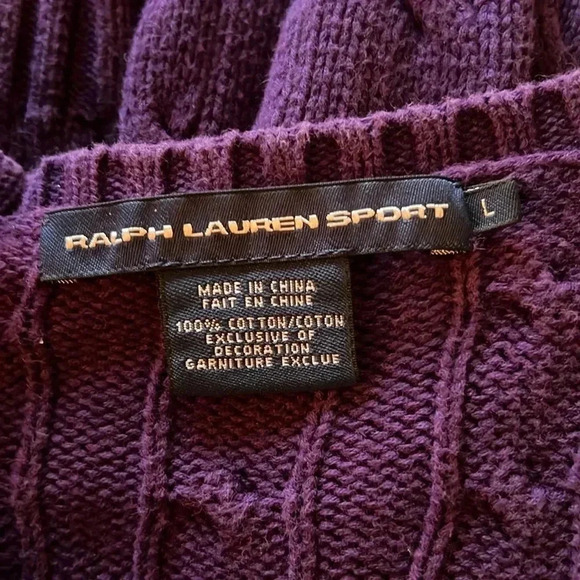 RALPH LAUREN SPORT
L
MADE IN CHINA
FAIT EN CHINE
100% COTTON/COTON
EXCLUSIVE OF
DECORATION
GARNITURE EXCLUE